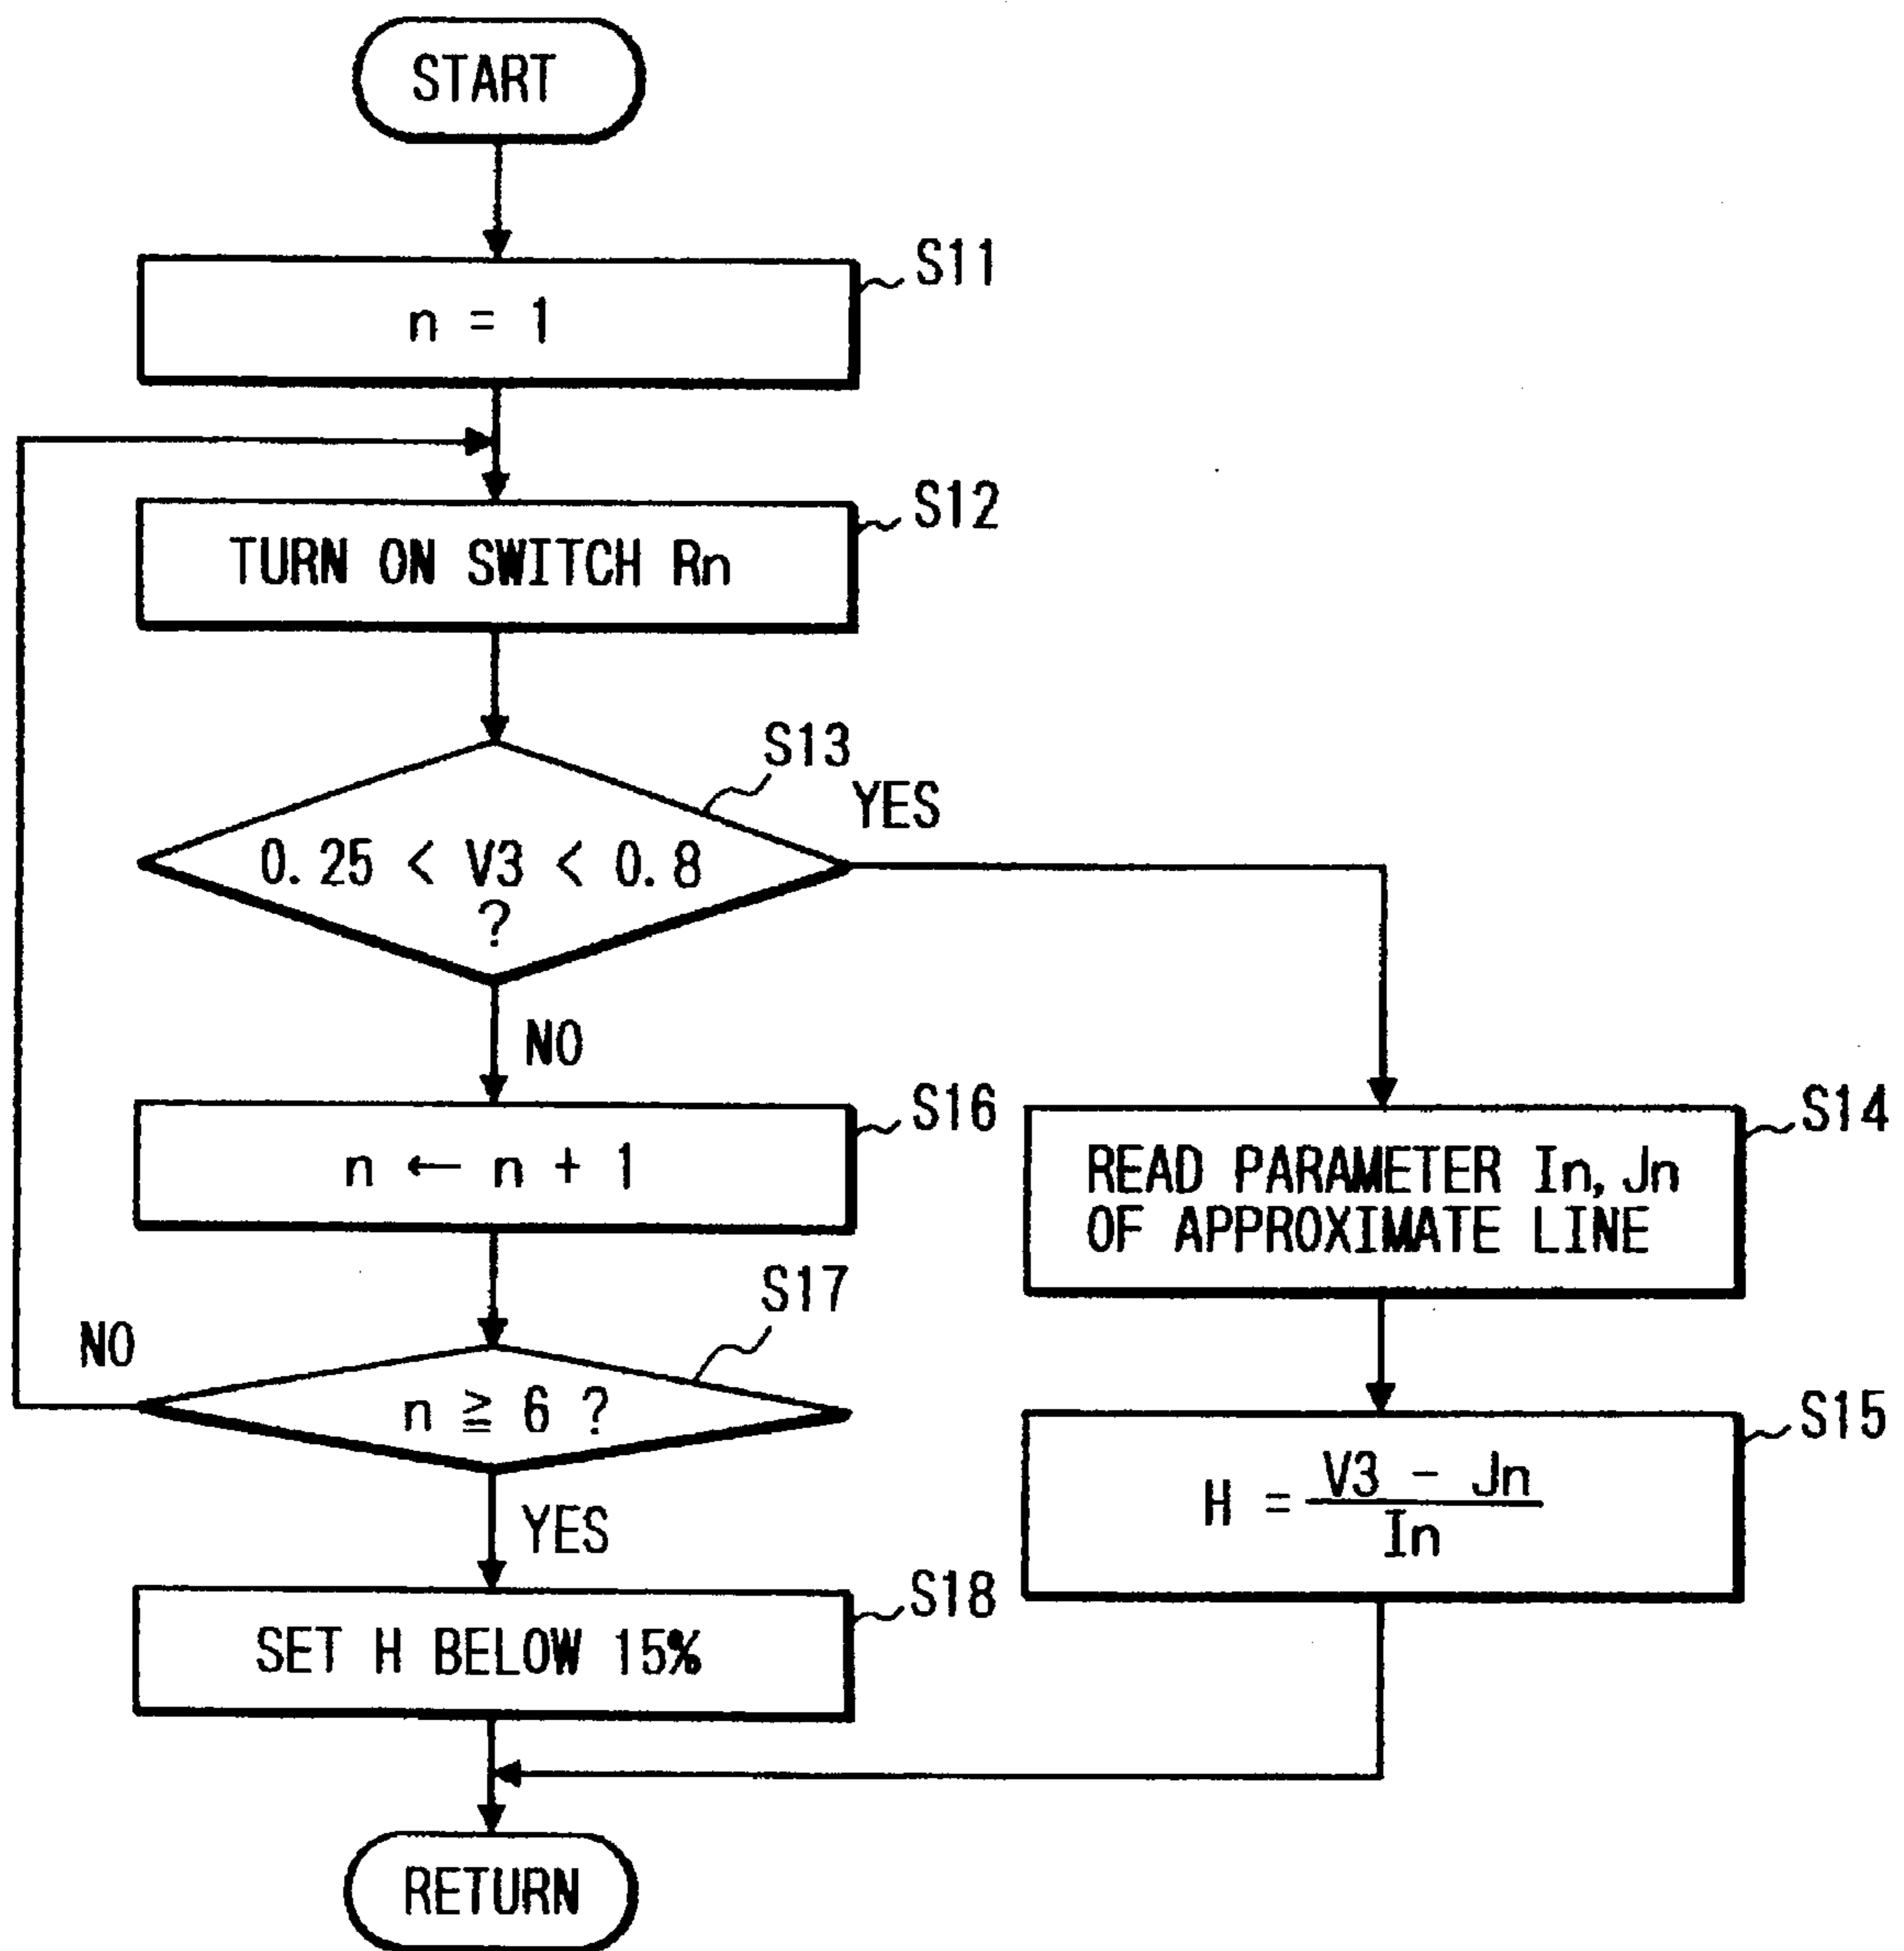 START
S11
n = 1
S12
TURN ON SWITCH Rn
S13
YES
0.25 < V3 < 0.8
?
NO
S16
n ← n + 1
S14
READ PARAMETER In, Jn
OF APPROXIMATE LINE
S17
NO
n ≧ 6 ?
YES
S15
H = V3 - Jn
In
S18
SET H BELOW 15%
RETURN